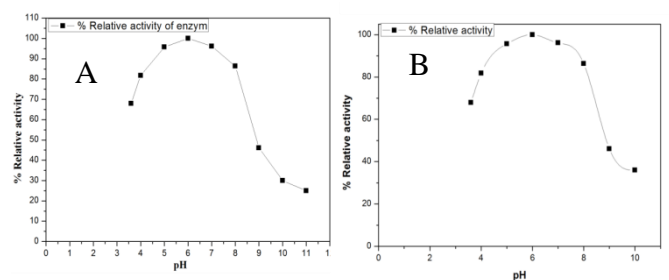 % Relative activity of enzym
A
% Relative activity
110
100
90
80
70
60
50
40
30
20
10
0
0 1 2 3 4 5 6 7 8 9 10 11 1
pH
% Relative activity
B
% Relative activity
100
80
60
40
20
0
0 2 4 6 8 10
pH